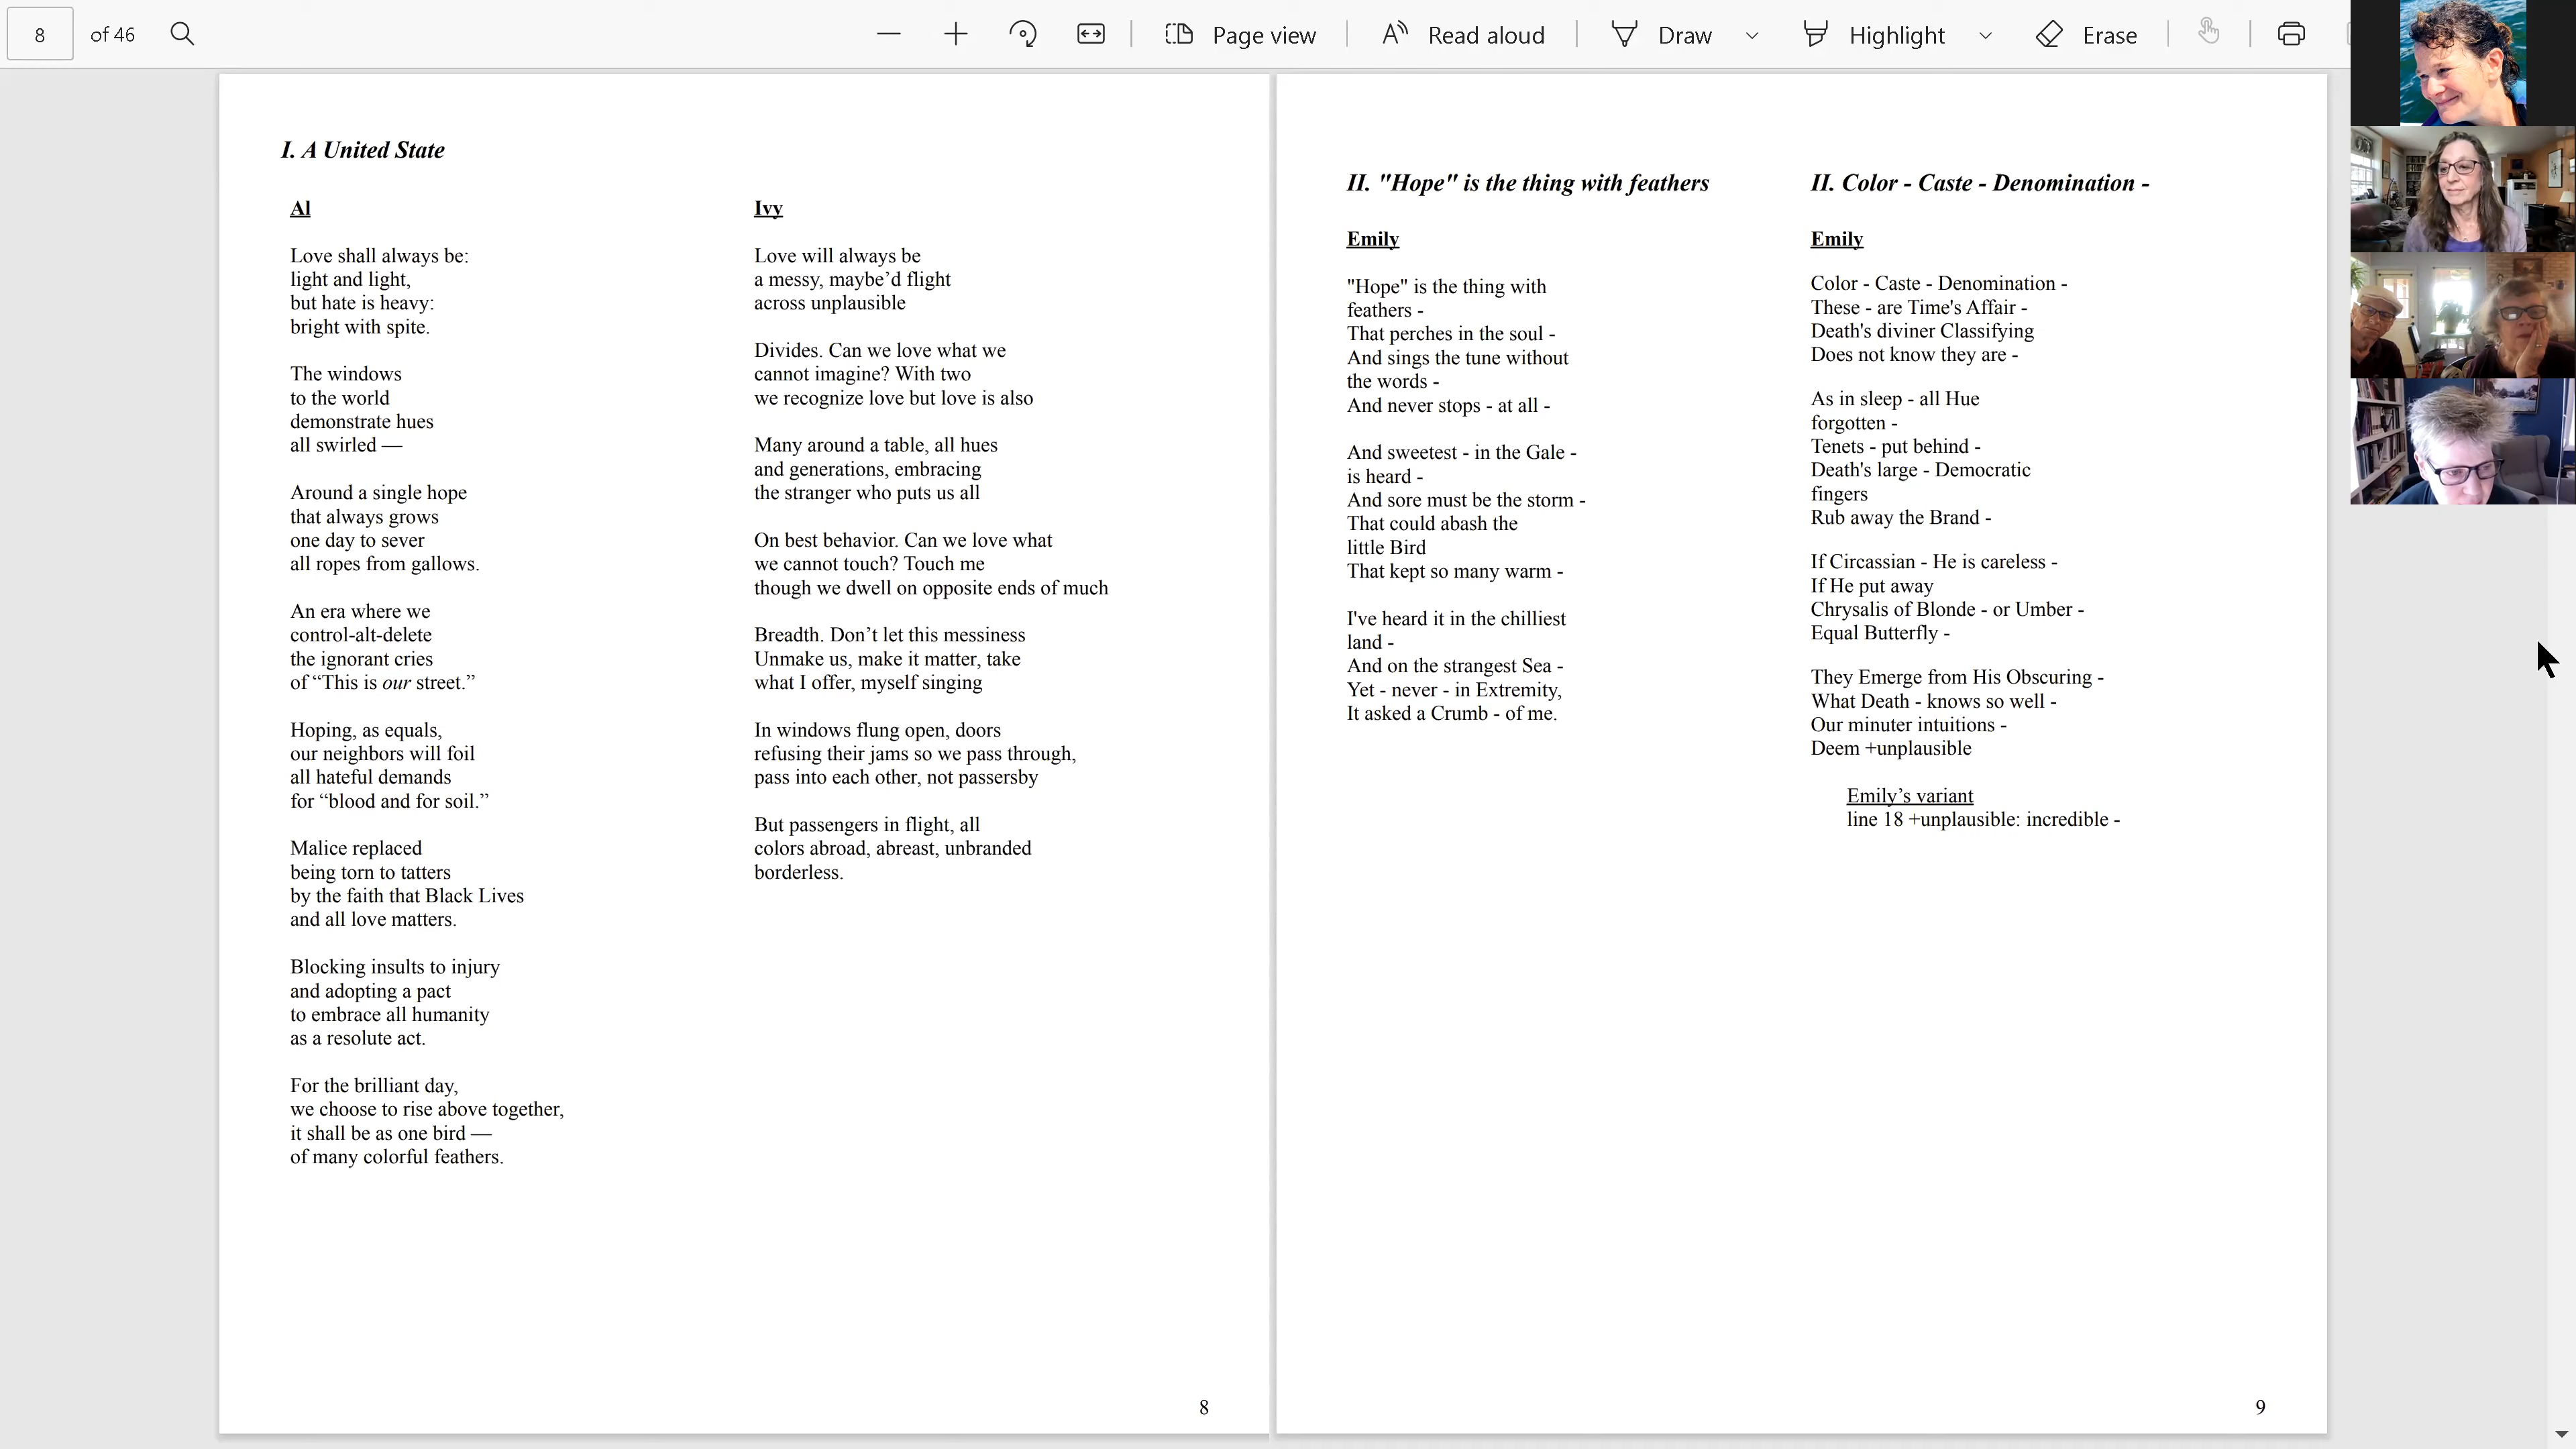 8 of 46 Page view Read aloud Draw Highlight Erase
I. A United State
Al
Love shall always be:
light and light,
but hate is heavy:
bright with spite.
The windows
to the world
demonstrate hues
all swirled —
Around a single hope
that always grows
one day to sever
all ropes from gallows.
An era where we
control-alt-delete
the ignorant cries
of “This is our street.”
Hoping, as equals,
our neighbors will foil
all hateful demands
for “blood and for soil.”
Malice replaced
being torn to tatters
by the faith that Black Lives
and all love matters.
Blocking insults to injury
and adopting a pact
to embrace all humanity
as a resolute act.
For the brilliant day,
we choose to rise above together,
it shall be as one bird —
of many colorful feathers.
Ivy
Love will always be
a messy, maybe’d flight
across unplausible
Divides. Can we love what we
cannot imagine? With two
we recognize love but love is also
Many around a table, all hues
and generations, embracing
the stranger who puts us all
On best behavior. Can we love what
we cannot touch? Touch me
though we dwell on opposite ends of much
Breadth. Don’t let this messiness
Unmake us, make it matter, take
what I offer, myself singing
In windows flung open, doors
refusing their jams so we pass through,
pass into each other, not passersby
But passengers in flight, all
colors abroad, abreast, unbranded
borderless.
8
II. "Hope" is the thing with feathers
Emily
"Hope" is the thing with
feathers -
That perches in the soul -
And sings the tune without
the words -
And never stops - at all -
And sweetest - in the Gale -
is heard -
And sore must be the storm -
That could abash the
little Bird
That kept so many warm -
I've heard it in the chilliest
land -
And on the strangest Sea -
Yet - never - in Extremity,
It asked a Crumb - of me.
II. Color - Caste - Denomination -
Emily
Color - Caste - Denomination -
These - are Time's Affair -
Death's diviner Classifying
Does not know they are -
As in sleep - all Hue
forgotten -
Tenets - put behind -
Death's large - Democratic
fingers
Rub away the Brand -
If Circassian - He is careless -
If He put away
Chrysalis of Blonde - or Umber -
Equal Butterfly -
They Emerge from His Obscuring -
What Death - knows so well -
Our minuter intuitions -
Deem +unplausible
Emily’s variant
line 18 +unplausible: incredible -
9